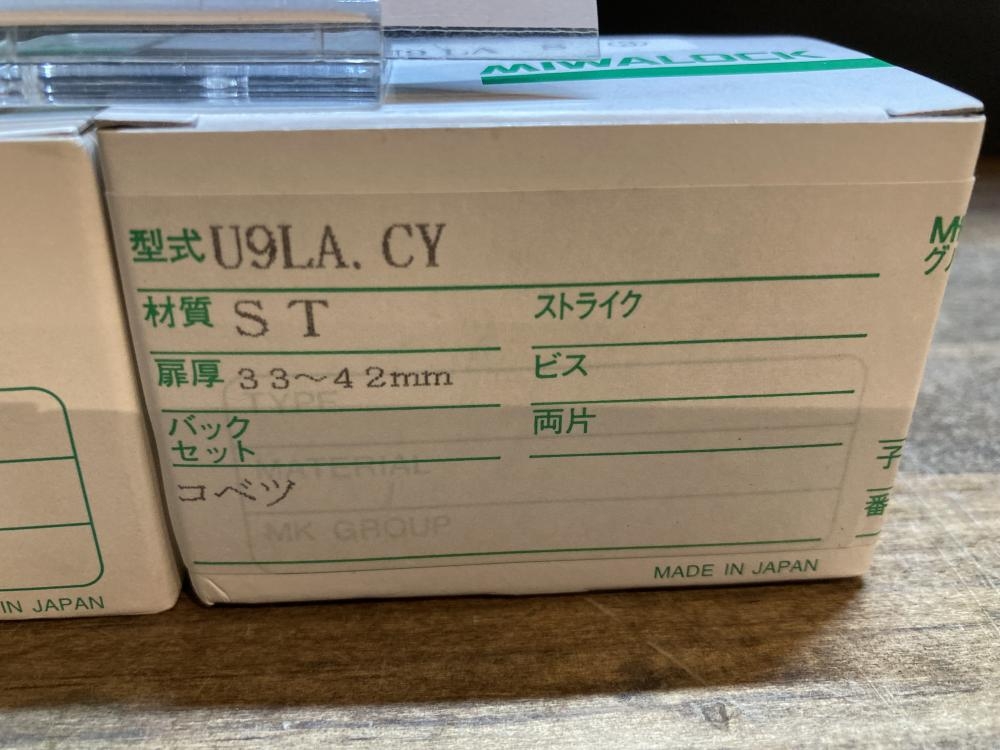 MIWALOCK
型式 U9LA. CY
材質 ST
ストライク
扉厚 33～42mm
ビス
バック
セット
両片
コベツ
TYPE
MATERIAL
MK GROUP
子
番
MADE IN JAPAN
IN JAPAN